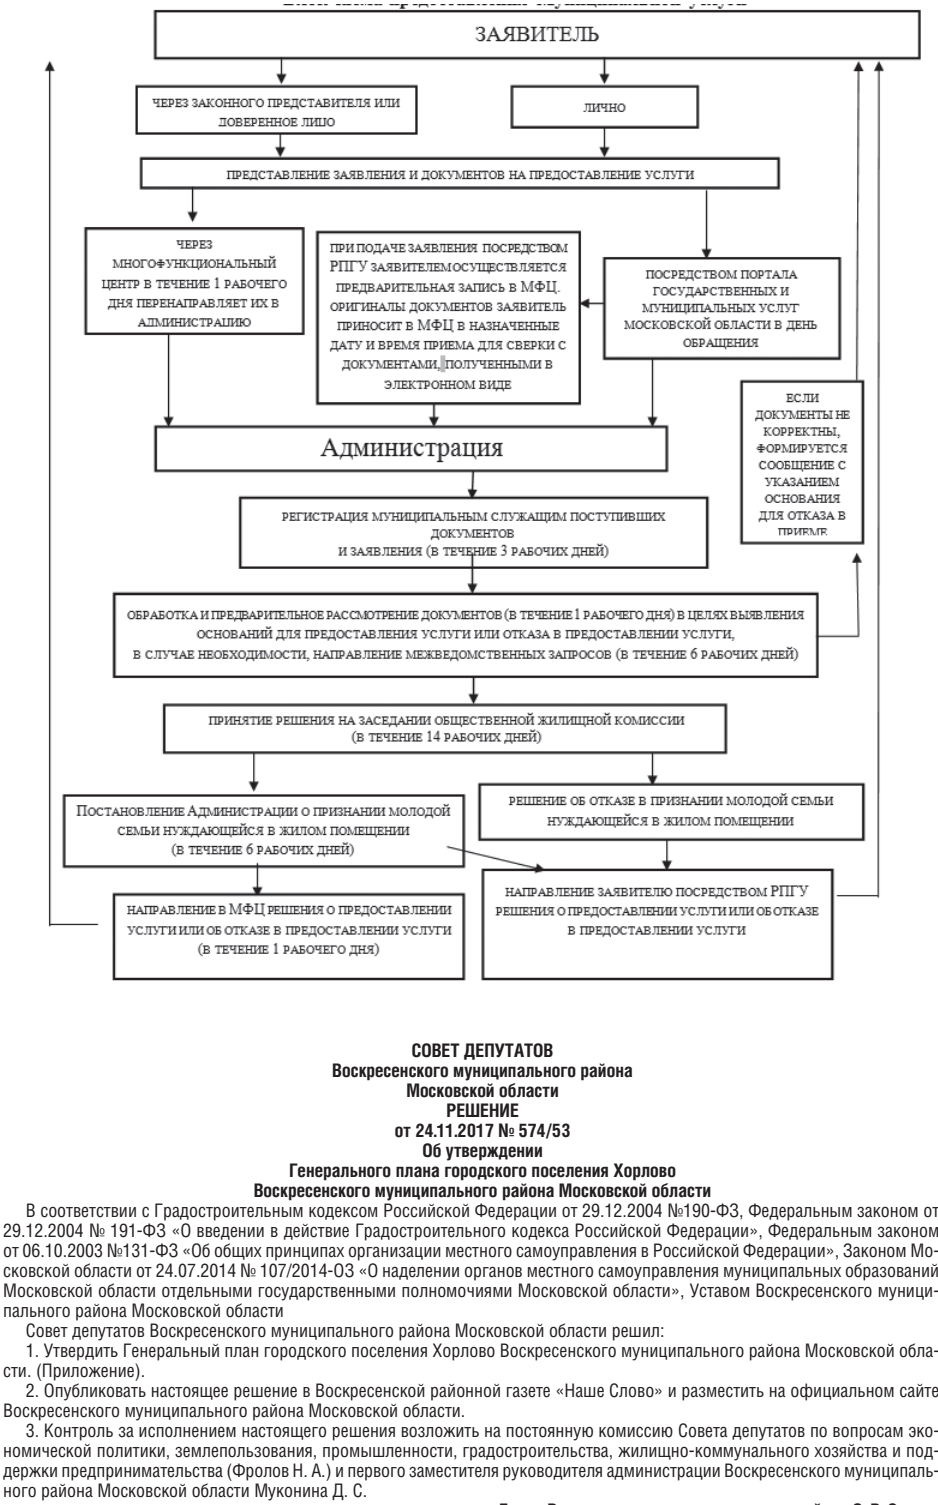 ЗАЯВИТЕЛЬ
ЧЕРЕЗ ЗАКОННОГО ПРЕДСТАВИТЕЛЯ ИЛИ
ДОВЕРЕННОЕ ЛИЦО
ЛИЧНО
ПРЕДСТАВЛЕНИЕ ЗАЯВЛЕНИЯ И ДОКУМЕНТОВ НА ПРЕДОСТАВЛЕНИЕ УСЛУГИ
ЧЕРЕЗ
МНОГОФУНКЦИОНАЛЬНЫЙ
ЦЕНТР В ТЕЧЕНИЕ 1 РАБОЧЕГО
ДНЯ ПЕРЕНАПРАВЛЯЕТ ИХ В
АДМИНИСТРАЦИЮ
ПРИ ПОДАЧЕ ЗАЯВЛЕНИЯ ПОСРЕДСТВОМ
РПГУ ЗАЯВИТЕЛЕМ ОСУЩЕСТВЛЯЕТСЯ
ПРЕДВАРИТЕЛЬНАЯ ЗАПИСЬ В МФЦ.
ОРИГИНАЛЫ ДОКУМЕНТОВ ЗАЯВИТЕЛЬ
ПРИНОСИТ В МФЦ В НАЗНАЧЕННЫЕ
ДАТУ И ВРЕМЯ ПРИЕМА ДЛЯ СВЕРКИ С
ДОКУМЕНТАМИ, ПОЛУЧЕННЫМИ В
ЭЛЕКТРОННОМ ВИДЕ
ПОСРЕДСТВОМ ПОРТАЛА
ГОСУДАРСТВЕННЫХ И
МУНИЦИПАЛЬНЫХ УСЛУГ
МОСКОВСКОЙ ОБЛАСТИ В ДЕНЬ
ОБРАЩЕНИЯ
ЕСЛИ
ДОКУМЕНТЫ НЕ
КОРРЕКТНЫ,
ФОРМИРУЕТСЯ
СООБЩЕНИЕ С
УКАЗАНИЕМ
ОСНОВАНИЯ
ДЛЯ ОТКАЗА В
ПРИЕМЕ
Администрация
РЕГИСТРАЦИЯ МУНИЦИПАЛЬНЫМ СЛУЖАЩИМ ПОСТУПИВШИХ
ДОКУМЕНТОВ
И ЗАЯВЛЕНИЯ (В ТЕЧЕНИЕ 3 РАБОЧИХ ДНЕЙ)
ОБРАБОТКА И ПРЕДВАРИТЕЛЬНОЕ РАССМОТРЕНИЕ ДОКУМЕНТОВ (В ТЕЧЕНИЕ 1 РАБОЧЕГО ДНЯ) В ЦЕЛЯХ ВЫЯВЛЕНИЯ
ОСНОВАНИЙ ДЛЯ ПРЕДОСТАВЛЕНИЯ УСЛУГИ ИЛИ ОТКАЗА В ПРЕДОСТАВЛЕНИИ УСЛУГИ,
В СЛУЧАЕ НЕОБХОДИМОСТИ, НАПРАВЛЕНИЕ МЕЖВЕДОМСТВЕННЫХ ЗАПРОСОВ (В ТЕЧЕНИЕ 6 РАБОЧИХ ДНЕЙ)
ПРИНЯТИЕ РЕШЕНИЯ НА ЗАСЕДАНИИ ОБЩЕСТВЕННОЙ ЖИЛИЩНОЙ КОМИССИИ
(В ТЕЧЕНИЕ 14 РАБОЧИХ ДНЕЙ)
ПОСТАНОВЛЕНИЕ АДМИНИСТРАЦИИ О ПРИЗНАНИИ МОЛОДОЙ
СЕМЬИ НУЖДАЮЩЕЙСЯ В ЖИЛОМ ПОМЕЩЕНИИ
(В ТЕЧЕНИЕ 6 РАБОЧИХ ДНЕЙ)
РЕШЕНИЕ ОБ ОТКАЗЕ В ПРИЗНАНИИ МОЛОДОЙ СЕМЬИ
НУЖДАЮЩЕЙСЯ В ЖИЛОМ ПОМЕЩЕНИИ
НАПРАВЛЕНИЕ В МФЦ РЕШЕНИЯ О ПРЕДОСТАВЛЕНИИ
УСЛУГИ ИЛИ ОБ ОТКАЗЕ В ПРЕДОСТАВЛЕНИИ УСЛУГИ
(В ТЕЧЕНИЕ 1 РАБОЧЕГО ДНЯ)
НАПРАВЛЕНИЕ ЗАЯВИТЕЛЮ ПОСРЕДСТВОМ РПГУ
РЕШЕНИЯ О ПРЕДОСТАВЛЕНИИ УСЛУГИ ИЛИ ОБ ОТКАЗЕ
В ПРЕДОСТАВЛЕНИИ УСЛУГИ
СОВЕТ ДЕПУТАТОВ
Воскресенского муниципального района
Московской области
РЕШЕНИЕ
от 24.11.2017 № 574/53
Об утверждении
Генерального плана городского поселения Хорлово
Воскресенского муниципального района Московской области
В соответствии с Градостроительным кодексом Российской Федерации от 29.12.2004 №190-ФЗ, Федеральным законом от
29.12.2004 № 191-ФЗ «О введении в действие Градостроительного кодекса Российской Федерации», Федеральным законом
от 06.10.2003 №131-ФЗ «Об общих принципах организации местного самоуправления в Российской Федерации», Законом Мо-
сковской области от 24.07.2014 № 107/2014-ОЗ «О наделении органов местного самоуправления муниципальных образований
Московской области отдельными государственными полномочиями Московской области», Уставом Воскресенского муници-
пального района Московской области
Совет депутатов Воскресенского муниципального района Московской области решил:
1. Утвердить Генеральный план городского поселения Хорлово Воскресенского муниципального района Московской обла-
сти. (Приложение).
2. Опубликовать настоящее решение в Воскресенской районной газете «Наше Слово» и разместить на официальном сайте
Воскресенского муниципального района Московской области.
3. Контроль за исполнением настоящего решения возложить на постоянную комиссию Совета депутатов по вопросам эко-
номической политики, землепользования, промышленности, градостроительства, жилищно-коммунального хозяйства и под-
держки предпринимательства (Фролов Н. А.) и первого заместителя руководителя администрации Воскресенского муниципаль-
ного района Московской области Муконина Д. С.